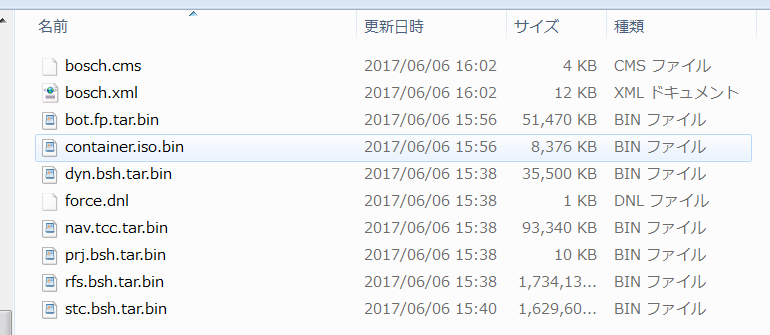 名前 更新日時 サイズ 種類
bosch.cms 2017/06/06 16:02 4 KB CMS ファイル
bosch.xml 2017/06/06 16:02 12 KB XML ドキュメント
bot.fp.tar.bin 2017/06/06 15:56 51,470 KB BIN ファイル
container.iso.bin 2017/06/06 15:56 8,376 KB BIN ファイル
dyn.bsh.tar.bin 2017/06/06 15:38 35,500 KB BIN ファイル
force.dnl 2017/06/06 15:38 1 KB DNL ファイル
nav.tcc.tar.bin 2017/06/06 15:38 93,340 KB BIN ファイル
prj.bsh.tar.bin 2017/06/06 15:38 10 KB BIN ファイル
rfs.bsh.tar.bin 2017/06/06 15:38 1,734,13... BIN ファイル
stc.bsh.tar.bin 2017/06/06 15:40 1,629,60... BIN ファイル